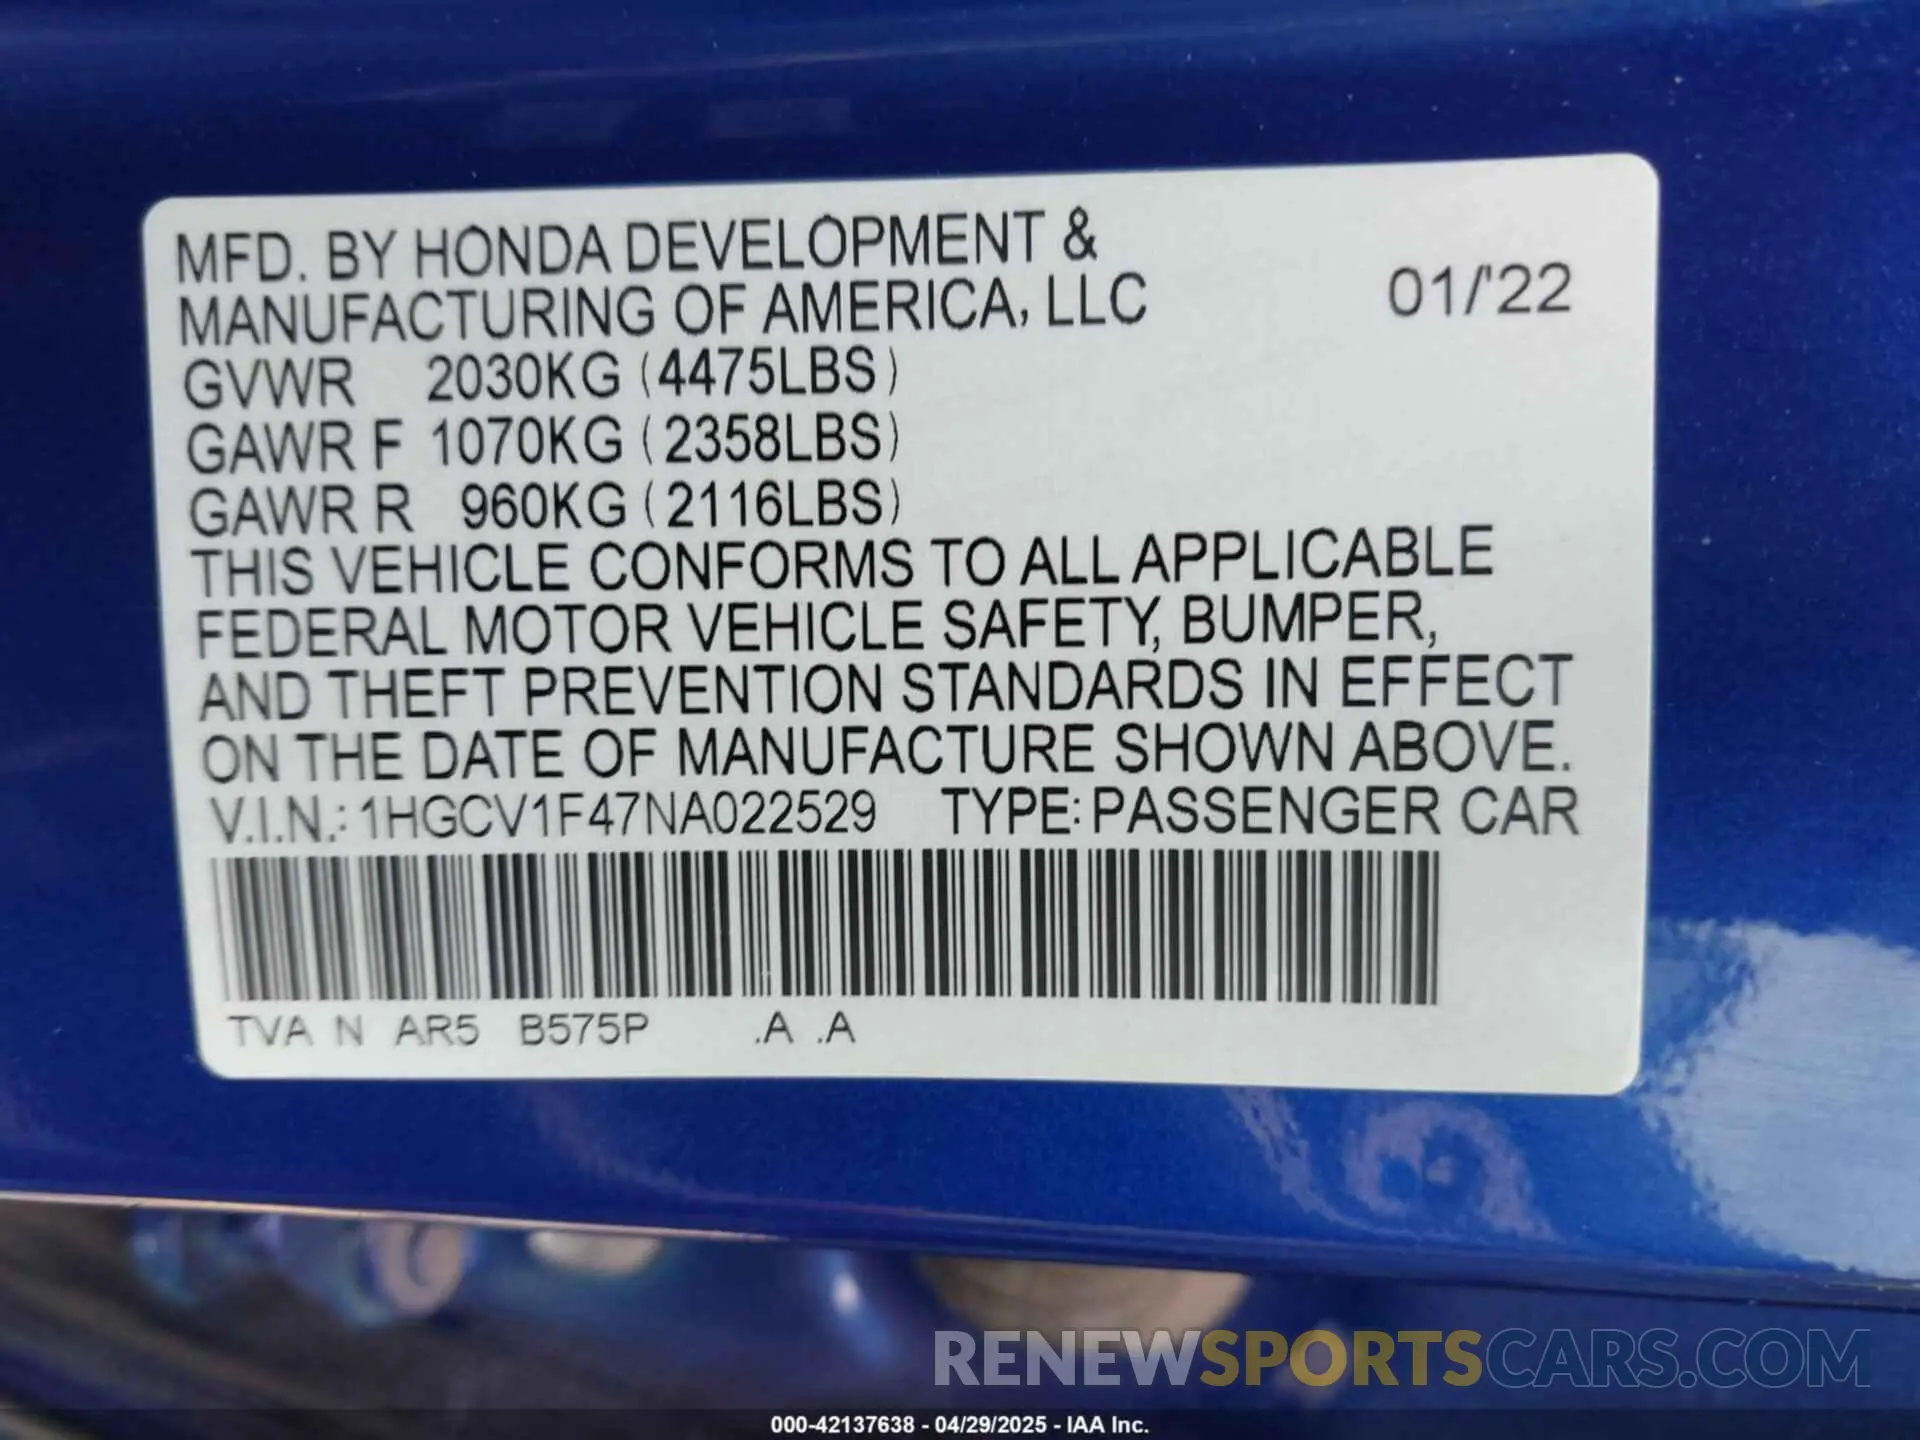 MFD. BY HONDA DEVELOPMENT &
MANUFACTURING OF AMERICA, LLC 01/'22
GVWR 2030KG (4475LBS)
GAWR F 1070KG (2358LBS)
GAWR R 960KG (2116LBS)
THIS VEHICLE CONFORMS TO ALL APPLICABLE
FEDERAL MOTOR VEHICLE SAFETY, BUMPER,
AND THEFT PREVENTION STANDARDS IN EFFECT
ON THE DATE OF MANUFACTURE SHOWN ABOVE.
V.I.N.: 1HGCV1F47NA022529 TYPE: PASSENGER CAR
TVA N AR5 B575P .A .A
RENEWSPORTSCARS.COM
000-42137638 - 04/29/2025 - IAA Inc.